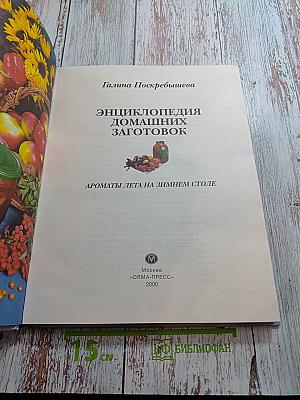 Галина Поскребышева
ЭНЦИКЛОПЕДИЯ
ДОМАШНИХ
ЗАГОТОВОК
АРОМАТЫ ЛЕТА НА ЗИМНЕМ СТОЛЕ
М
Москва
«ОЛМА-ПРЕСС»
2000
15 см
БИБЛИОФАН